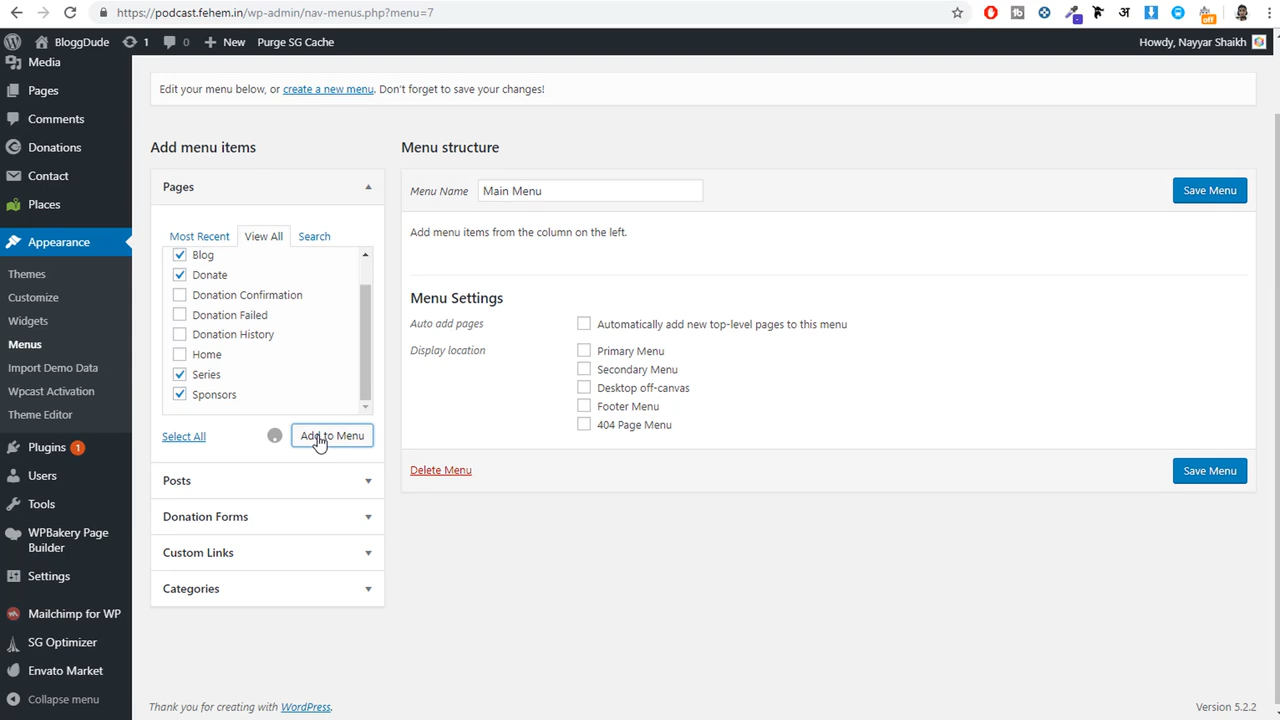 https://podcast.fehem.in/wp-admin/nav-menus.php?menu=7
off
BloggDude
1
0
New
Purge SG Cache
Howdy, Nayyar Shaikh
Media
Pages
Comments
Donations
Contact
Places
Appearance
Themes
Customize
Widgets
Menus
Import Demo Data
Wpcast Activation
Theme Editor
Plugins 1
Users
Tools
WPBakery Page
Builder
Settings
Mailchimp for WP
SG Optimizer
Envato Market
Collapse menu
Edit your menu below, or create a new menu. Don't forget to save your changes!
Add menu items
Pages
Most Recent
View All
Search
Blog
Donate
Donation Confirmation
Donation Failed
Donation History
Home
Series
Sponsors
Select All
Add to Menu
Posts
Donation Forms
Custom Links
Categories
Menu structure
Menu Name
Main Menu
Save Menu
Add menu items from the column on the left.
Menu Settings
Auto add pages
Automatically add new top-level pages to this menu
Display location
Primary Menu
Secondary Menu
Desktop off-canvas
Footer Menu
404 Page Menu
Delete Menu
Save Menu
Thank you for creating with WordPress.
Version 5.2.2